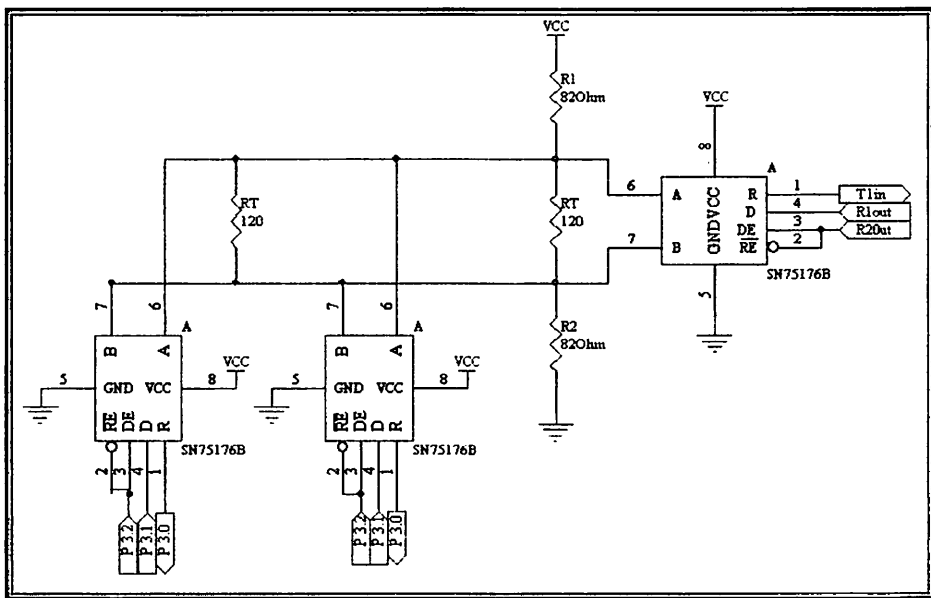 VCC
R1
82Ohm
VCC
8
A
6
A
VCC
GND
R
1
T1in
D
4
R1out
DE
3
R2Out
RE
2
7
B
SN75176B
5
RT
120
RT
120
R2
82Ohm
7
6
A
B
A
5
GND
VCC
8
VCC
RE
DE
D
R
SN75176B
2
3
4
1
P3.2
P3.1
P3.0
7
6
A
B
A
5
GND
VCC
8
VCC
RE
DE
D
R
SN75176B
2
3
4
1
P3.0